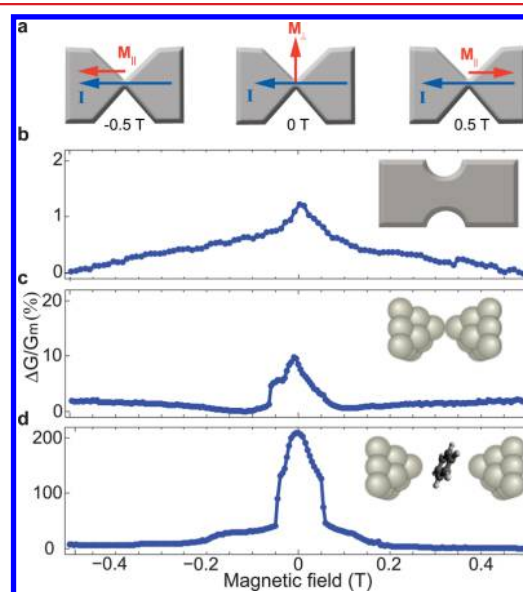 a
M|| M⊥ M||
I I I
-0.5 T 0 T 0.5 T
b
2
1
0
c
ΔG/Gm(%)
20
10
0
d
200
100
0
−0.4 −0.2 0 0.2 0.4
Magnetic field (T)